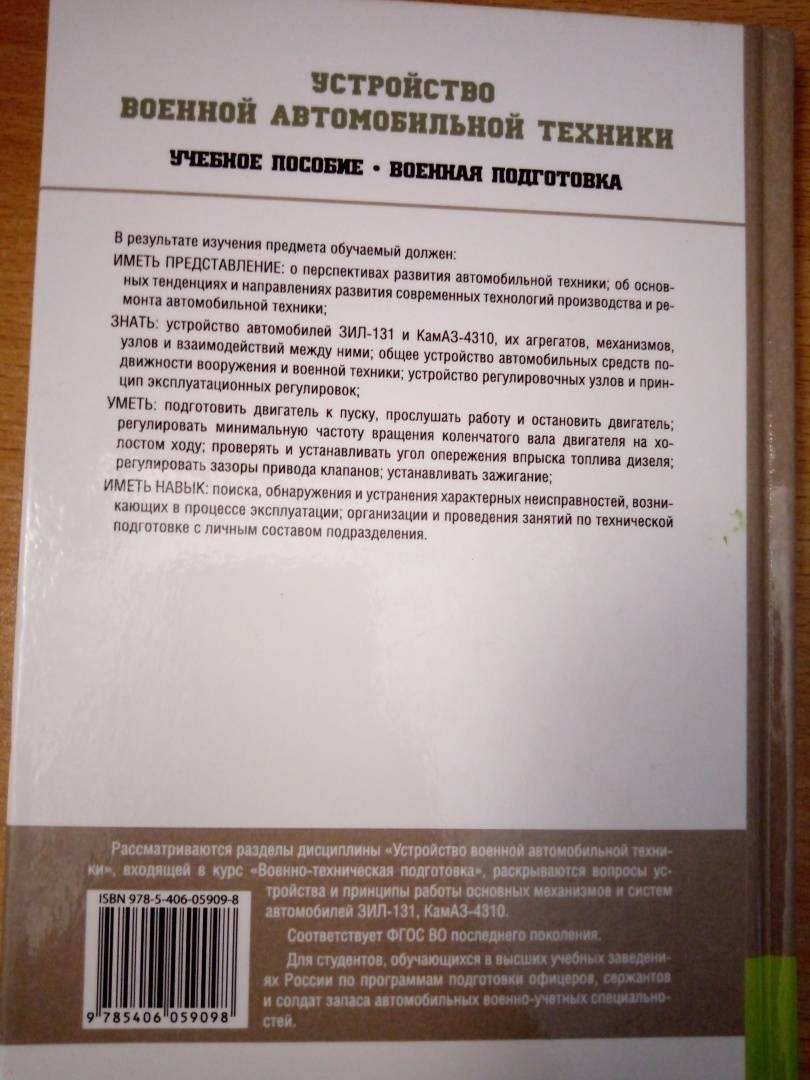 УСТРОЙСТВО
ВОЕННОЙ АВТОМОБИЛЬНОЙ ТЕХНИКИ
УЧЕБНОЕ ПОСОБИЕ • ВОЕННАЯ ПОДГОТОВКА
В результате изучения предмета обучаемый должен:
ИМЕТЬ ПРЕДСТАВЛЕНИЕ: о перспективах развития автомобильной техники; об основ-
ных тенденциях и направлениях развития современных технологий производства и ре-
монта автомобильной техники;
ЗНАТЬ: устройство автомобилей ЗИЛ-131 и КамАЗ-4310, их агрегатов, механизмов,
узлов и взаимодействий между ними; общее устройство автомобильных средств по-
движности вооружения и военной техники; устройство регулировочных узлов и прин-
цип эксплуатационных регулировок;
УМЕТЬ: подготовить двигатель к пуску, прослушать работу и остановить двигатель;
регулировать минимальную частоту вращения коленчатого вала двигателя на хо-
лостом ходу; проверять и устанавливать угол опережения впрыска топлива дизеля;
регулировать зазоры привода клапанов; устанавливать зажигание;
ИМЕТЬ НАВЫК: поиска, обнаружения и устранения характерных неисправностей, возни-
кающих в процессе эксплуатации; организации и проведения занятий по технической
подготовке с личным составом подразделения.
Рассматриваются разделы дисциплины «Устройство военной автомобильной техни-
ки», входящей в курс «Военно-техническая подготовка», раскрываются вопросы ус-
тройства и принципы работы основных механизмов и систем
автомобилей ЗИЛ-131, КамАЗ-4310.
Соответствует ФГОС ВО последнего поколения.
Для студентов, обучающихся в высших учебных заведени-
ях России по программам подготовки офицеров, сержантов
и солдат запаса автомобильных военно-учетных специально-
стей.
ISBN 978-5-406-05909-8
9 785406 059098